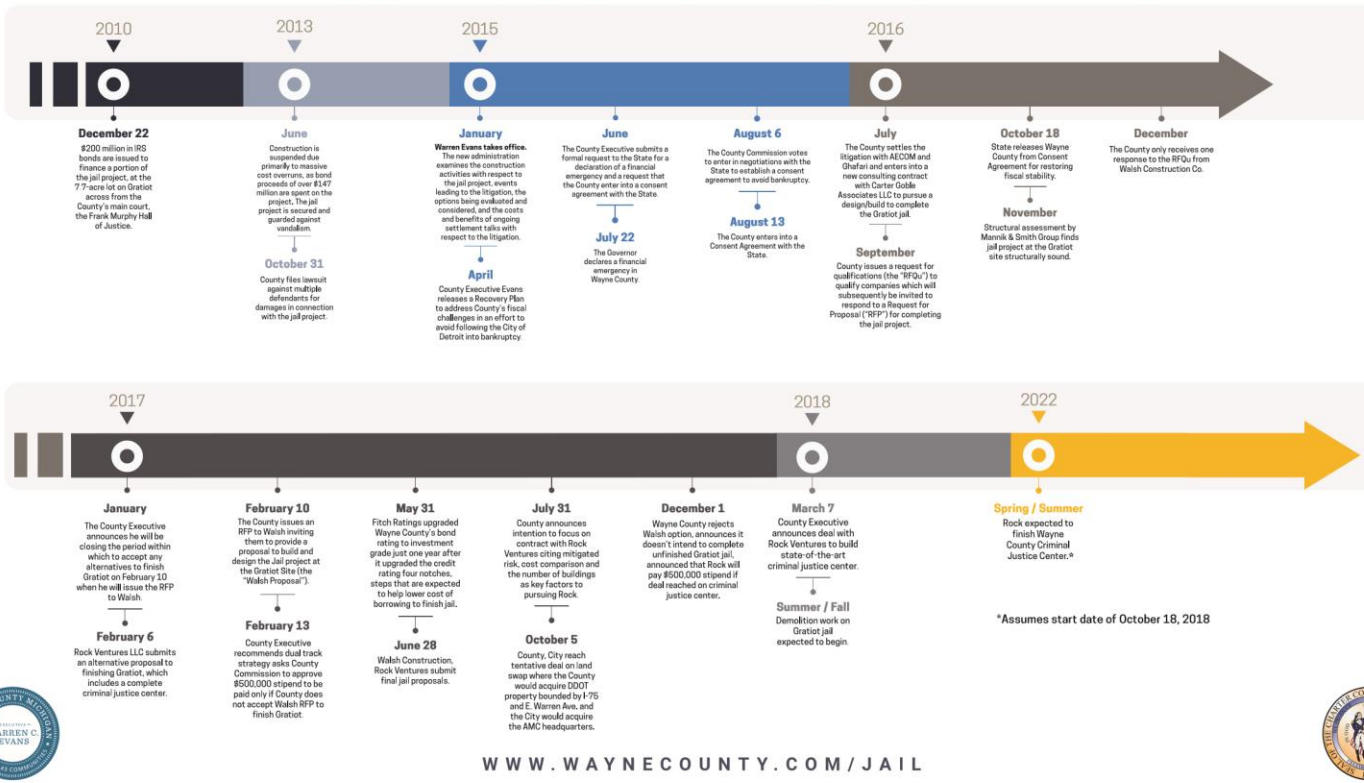 2010
2013
2015
2016
December 22
$200 million in IRS
bonds are issued to
finance a portion of
the jail project, at the
7.7-acre lot on Gratiot
across from the
County's main court,
the Frank Murphy Hall
of Justice.
June
Construction is
suspended due
primarily to massive
cost overruns, as bond
proceeds of over $147
million are spent on the
project. The jail
project is secured and
guarded against
vandalism.
October 31
County files lawsuit
against multiple
defendants for
damages in connection
with the jail project.
January
Warren Evans takes office.
The new administration
examines the construction
activities with respect to
the jail project, events
leading to the litigation, the
options being evaluated and
considered, and the costs
and benefits of ongoing
settlement talks with
respect to the litigation.
April
County Executive Evans
releases a Recovery Plan
to address County's fiscal
challenges in an effort to
avoid following the City of
Detroit into bankruptcy.
June
The County Executive submits a
formal request to the State for a
declaration of a financial
emergency and a request that
the County enter into a consent
agreement with the State.
July 22
The Governor
declares a financial
emergency in
Wayne County.
August 6
The County Commission votes
to enter in negotiations with the
State to establish a consent
agreement to avoid bankruptcy.
August 13
The County enters into a
Consent Agreement with the
State.
July
The County settles the
litigation with AECOM and
Ghafari and enters into a
new consulting contract
with Carter Goble
Associates LLC to pursue a
design/build to complete
the Gratiot jail.
September
County issues a request for
qualifications (the "RFQu") to
qualify companies which will
subsequently be invited to
respond to a Request for
Proposal ("RFP") for completing
the jail project.
October 18
State releases Wayne
County from Consent
Agreement for restoring
fiscal stability.
November
Structural assessment by
Mannik & Smith Group finds
jail project at the Gratiot
site structurally sound.
December
The County only receives one
response to the RFQu from
Walsh Construction Co.
2017
2018
2022
January
The County Executive
announces he will be
closing the period within
which to accept any
alternatives to finish
Gratiot on February 10
when he will issue the RFP
to Walsh.
February 6
Rock Ventures LLC submits
an alternative proposal to
finishing Gratiot, which
includes a complete
criminal justice center.
February 10
The County issues an
RFP to Walsh inviting
them to provide a
proposal to build and
design the Jail project at
the Gratiot Site (the
"Walsh Proposal").
February 13
County Executive
recommends dual track
strategy asks County
Commission to approve
$500,000 stipend to be
paid only if County does
not accept Walsh RFP to
finish Gratiot.
May 31
Fitch Ratings upgraded
Wayne County's bond
rating to investment
grade just one year after
it upgraded the credit
rating four notches,
steps that are expected
to help lower cost of
borrowing to finish jail.
June 28
Walsh Construction,
Rock Ventures submit
final jail proposals.
July 31
County announces
intention to focus on
contract with Rock
Ventures citing mitigated
risk, cost comparison and
the number of buildings
as key factors to
pursuing Rock.
October 5
County, City reach
tentative deal on land
swap where the County
would acquire DDOT
property bounded by I-75
and E. Warren Ave. and
the City would acquire
the AMC headquarters.
December 1
Wayne County rejects
Walsh option, announces it
doesn't intend to complete
unfinished Gratiot jail,
announced that Rock will
pay $500,000 stipend if
deal reached on criminal
justice center.
March 7
County Executive
announces deal with
Rock Ventures to build
state-of-the-art
criminal justice center.
Summer / Fall
Demolition work on
Gratiot jail
expected to begin.
Spring / Summer
Rock expected to
finish Wayne
County Criminal
Justice Center.*
*Assumes start date of October 18, 2018
WWW.WAYNECOUNTY.COM/JAIL